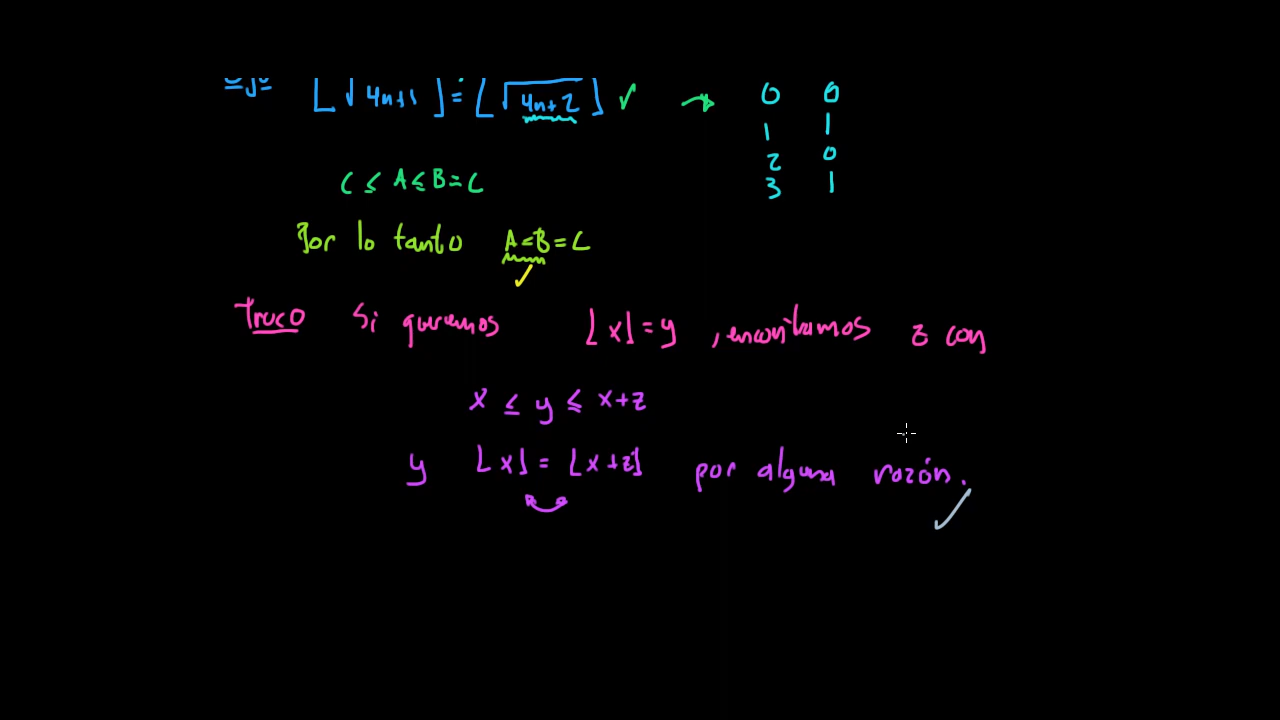 ⌊√4n+1⌋ = ⌊√4n+2⌋ ✓ → 0 0
1 1
2 0
3 1
C ≤ A ≤ B = C
Por lo tanto A = B = C
✓
Truco Si queremos ⌊x⌋ = y , encontramos z con
x ≤ y ≤ x+z
y ⌊x⌋ = ⌊x+z⌋ por alguna razón.
✓